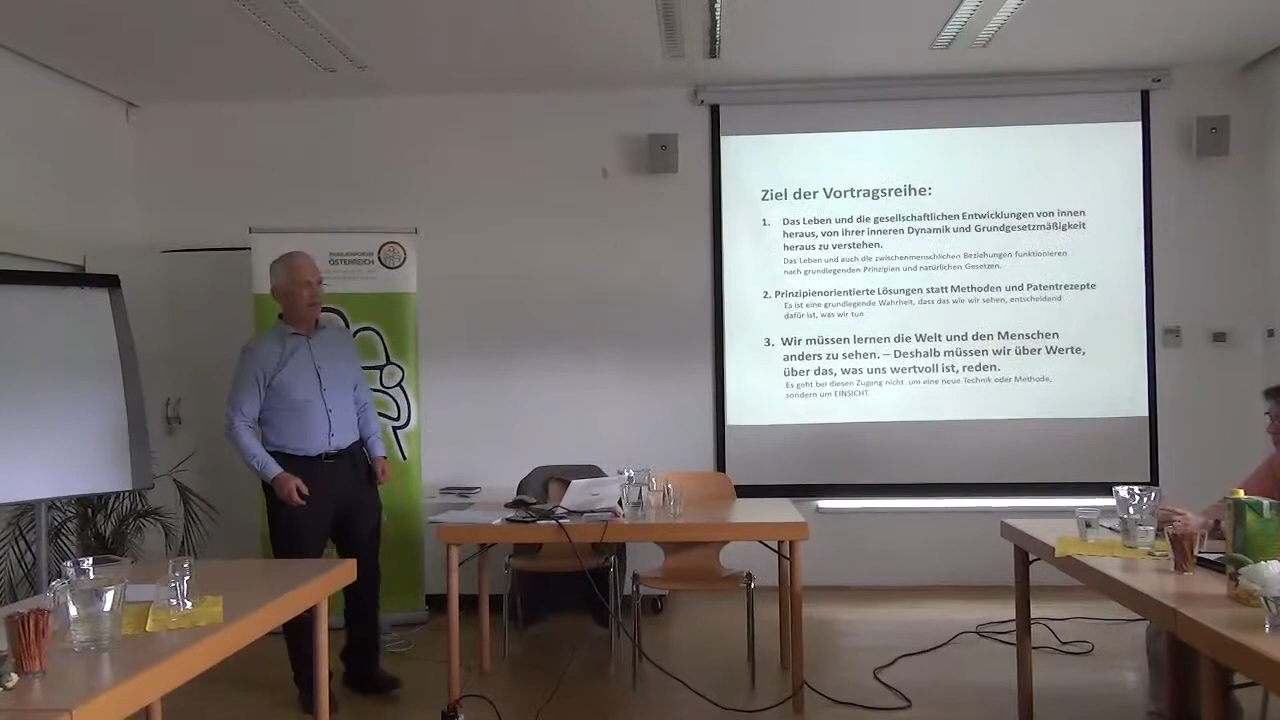 FAMILIENFORUM
ÖSTERREICH
Ziel der Vortragsreihe:
1. Das Leben und die gesellschaftlichen Entwicklungen von innen
heraus, von ihrer inneren Dynamik und Grundgesetzmäßigkeit
heraus zu verstehen.
Das Leben und auch die zwischenmenschlichen Beziehungen funktionieren
nach grundlegenden Prinzipien und natürlichen Gesetzen.
2. Prinzipienorientierte Lösungen statt Methoden und Patentrezepte
Es ist eine grundlegende Wahrheit, dass das wie wir sehen, entscheidend
dafür ist, was wir tun
3. Wir müssen lernen die Welt und den Menschen
anders zu sehen. – Deshalb müssen wir über Werte,
über das, was uns wertvoll ist, reden.
Es geht bei diesen Zugang nicht um eine neue Technik oder Methode,
sondern um EINSICHT.